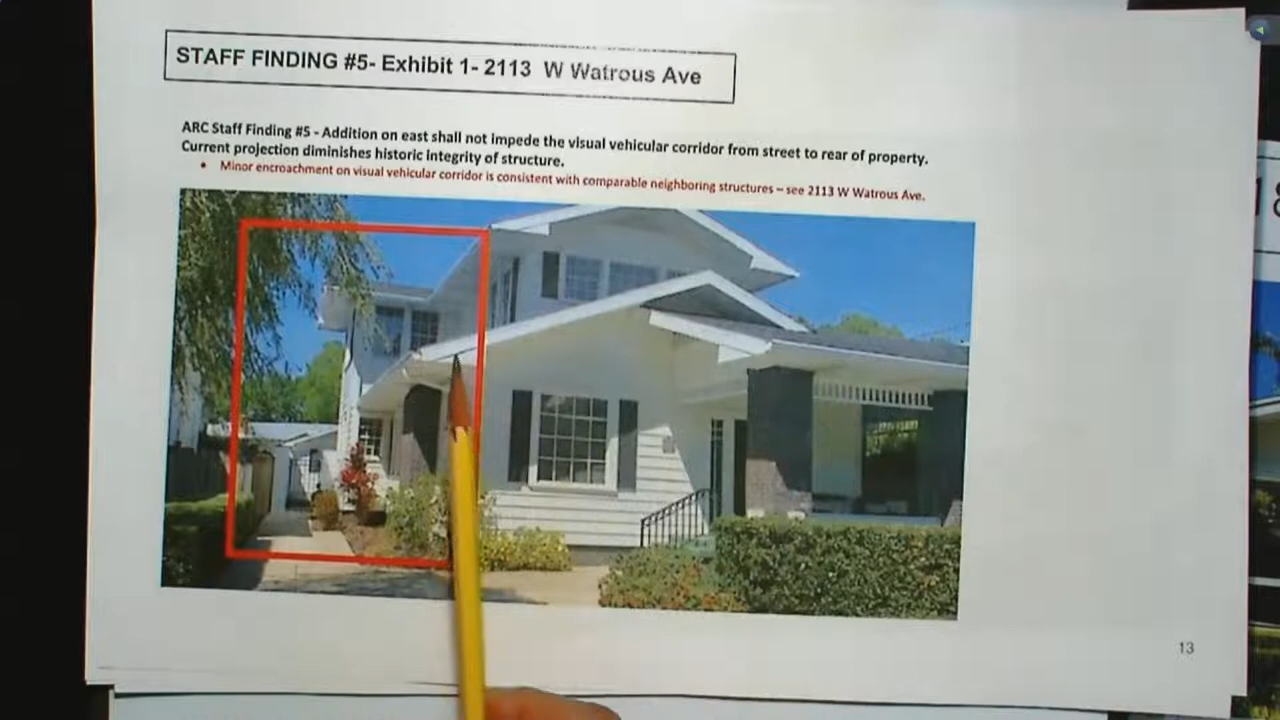 STAFF FINDING #5- Exhibit 1- 2113 W Watrous Ave
ARC Staff Finding #5 - Addition on east shall not impede the visual vehicular corridor from street to rear of property.
Current projection diminishes historic integrity of structure.
• Minor encroachment on visual vehicular corridor is consistent with comparable neighboring structures – see 2113 W Watrous Ave.
13